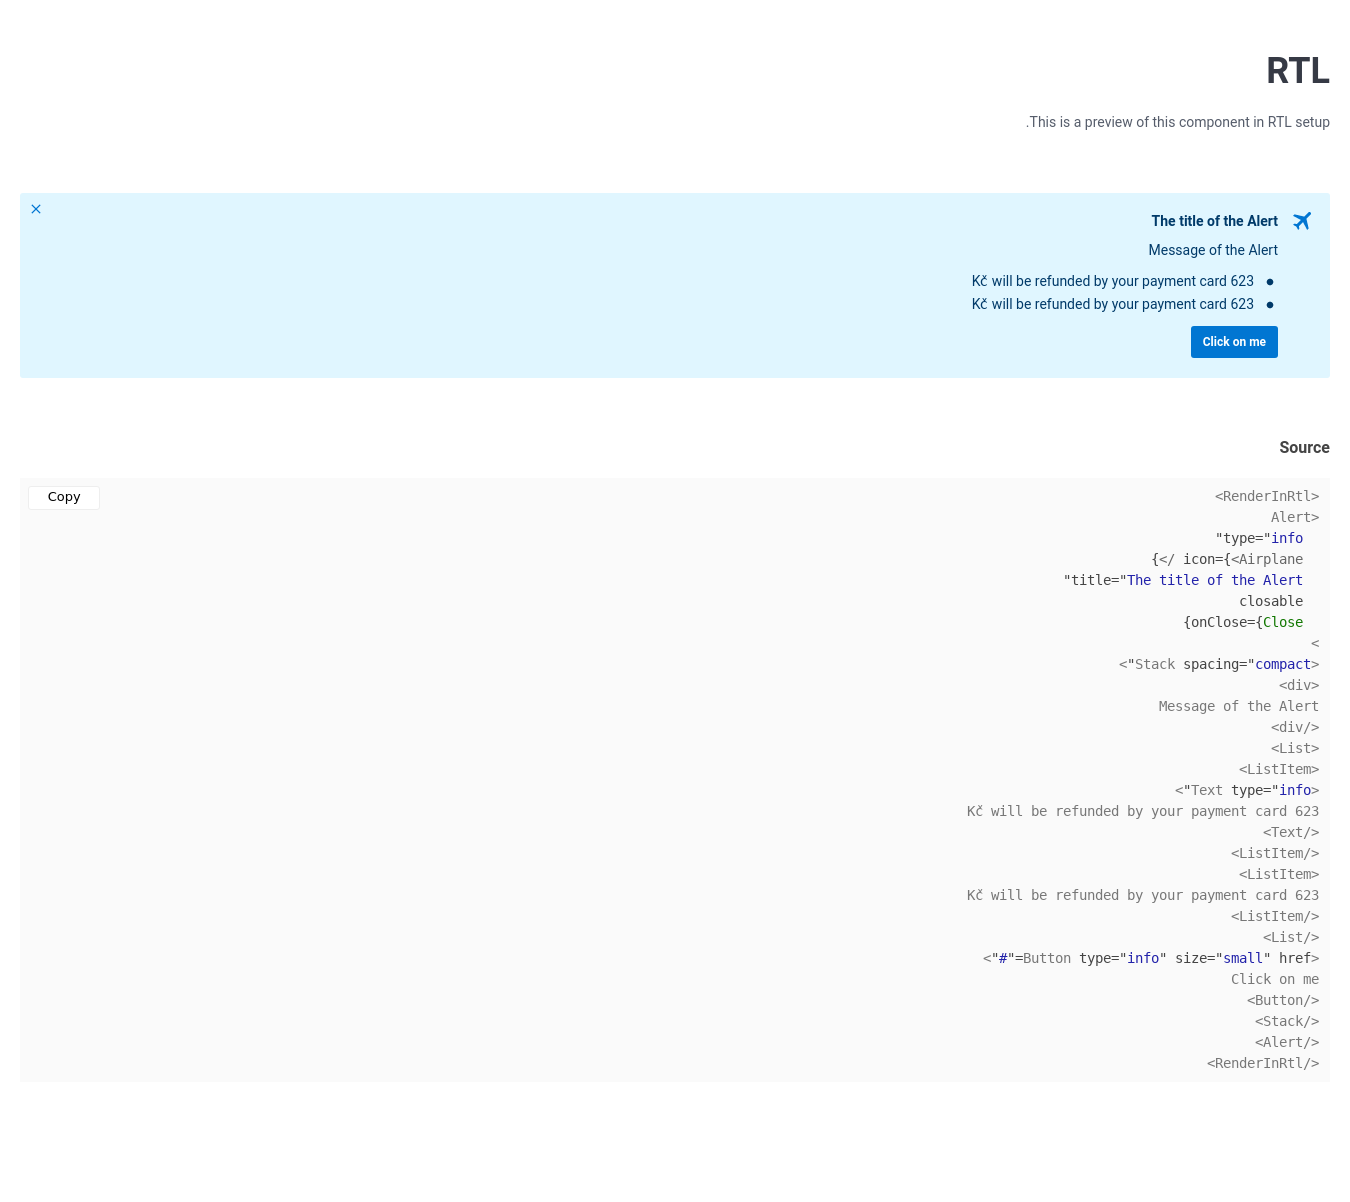 RTL
.This is a preview of this component in RTL setup
The title of the Alert
Message of the Alert
Kč will be refunded by your payment card 623 ●
Kč will be refunded by your payment card 623 ●
Click on me
Source
Copy
<RenderInRtl>
Alert>
"type="info
{</ icon={<Airplane
"title="The title of the Alert
closable
{onClose={Close
<
<"Stack spacing="compact>
<div>
Message of the Alert
<div/>
<List>
<ListItem>
<"Text type="info>
Kč will be refunded by your payment card 623
<Text/>
<ListItem/>
<ListItem>
Kč will be refunded by your payment card 623
<ListItem/>
<List/>
<"#"=Button type="info" size="small" href>
Click on me
<Button/>
<Stack/>
<Alert/>
<RenderInRtl/>